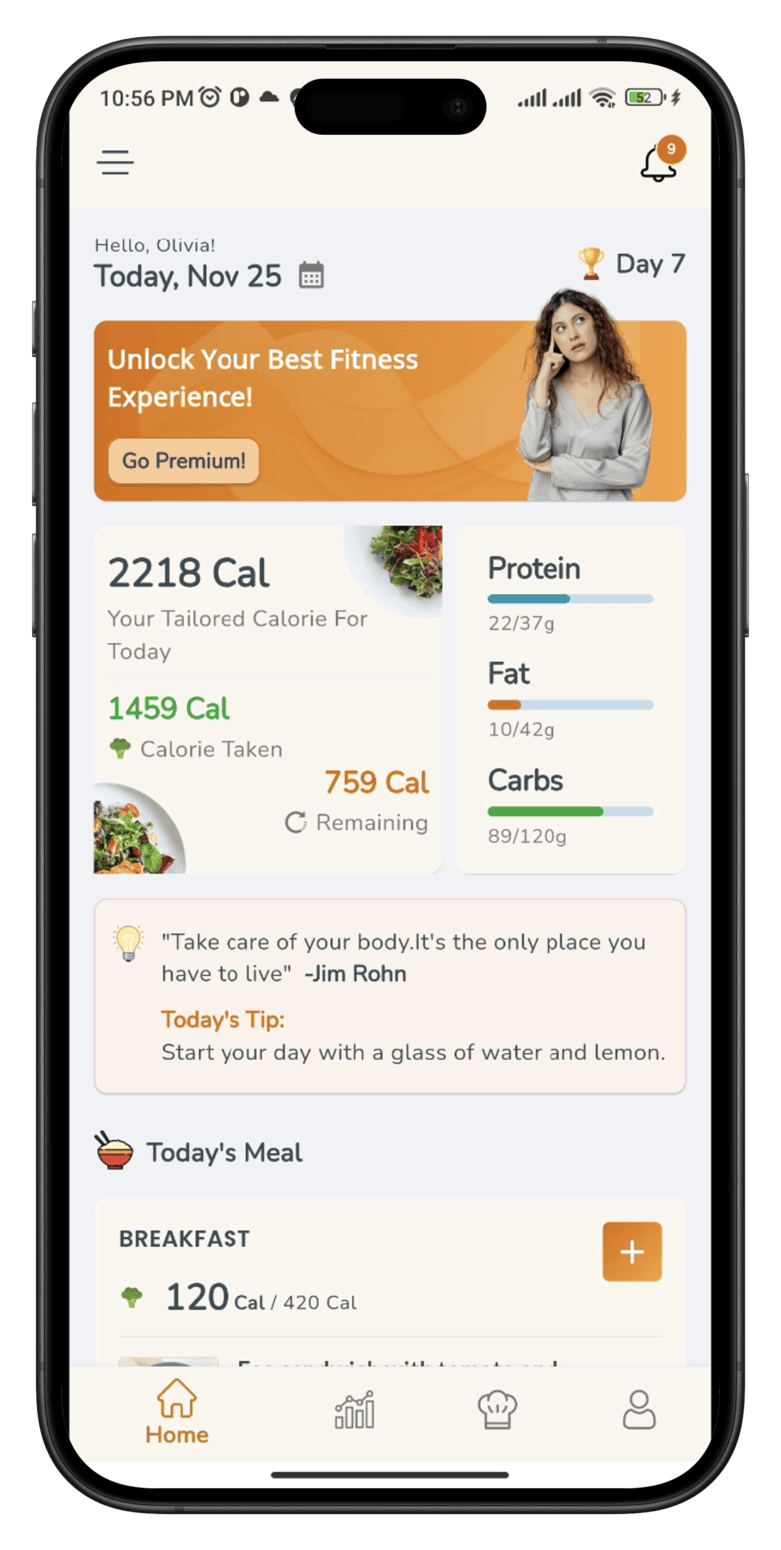 10:56 PM
52
9
Hello, Olivia!
Today, Nov 25
Day 7
Unlock Your Best Fitness
Experience!
Go Premium!
2218 Cal
Your Tailored Calorie For
Today
1459 Cal
Calorie Taken
759 Cal
Remaining
Protein
22/37g
Fat
10/42g
Carbs
89/120g
"Take care of your body.It's the only place you
have to live" -Jim Rohn
Today's Tip:
Start your day with a glass of water and lemon.
Today's Meal
BREAKFAST
120 Cal / 420 Cal
sandwich with tomato and
Home